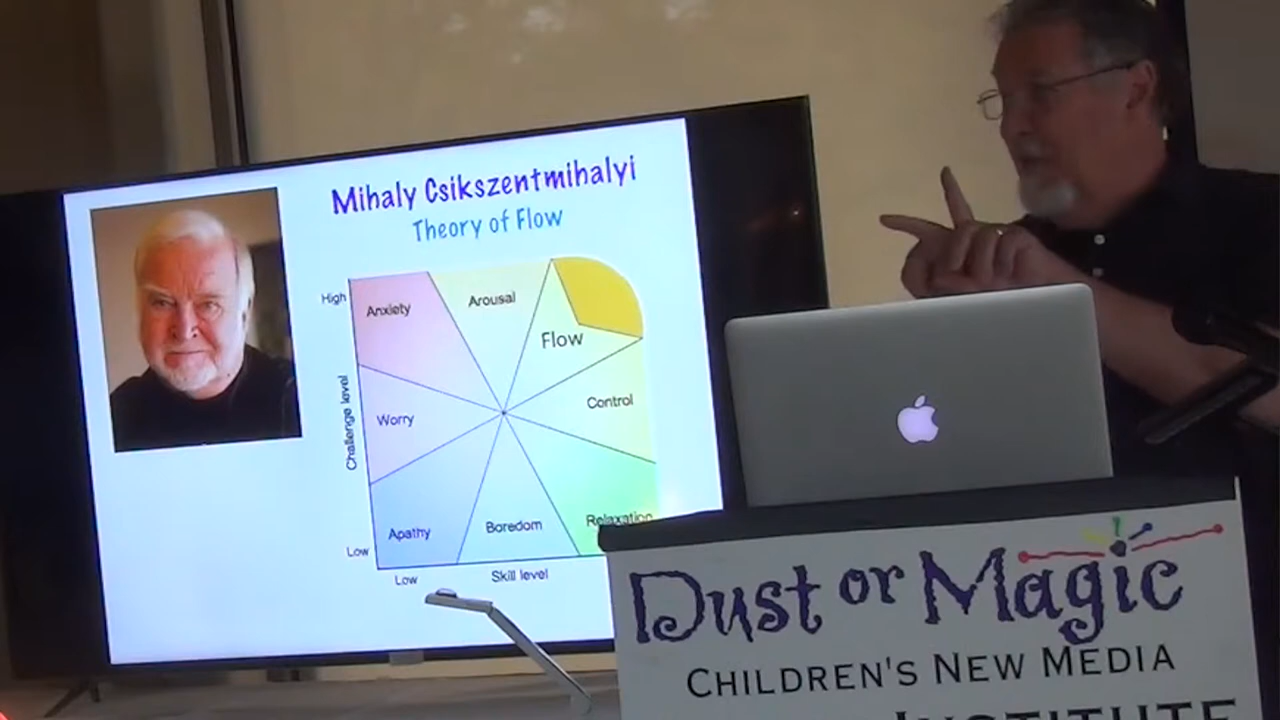 Mihaly Csikszentmihalyi
Theory of Flow
High
Anxiety
Arousal
Flow
Challenge level
Worry
Control
Apathy
Boredom
Relaxation
Low
Low
Skill level
Dust or Magic
CHILDREN'S NEW MEDIA
INSTITUTE